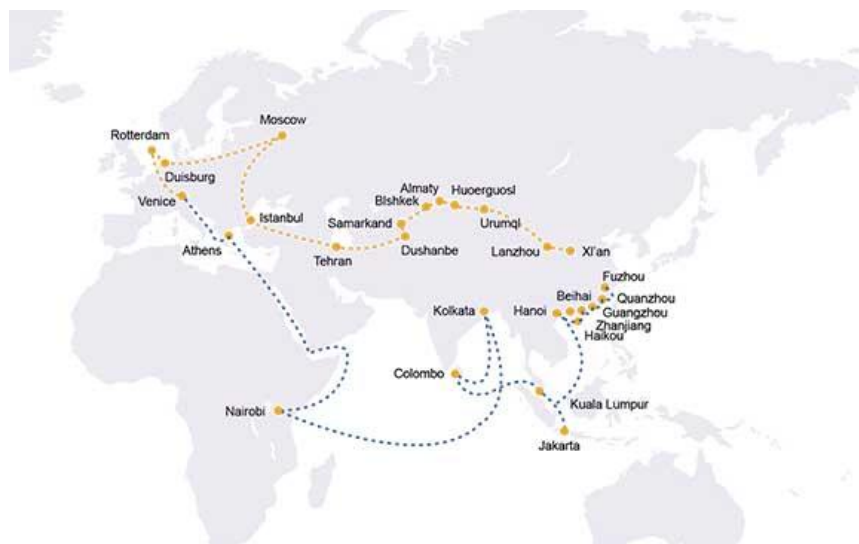 Moscow
Rotterdam
Duisburg
Almaty
Huoerguosl
BIshkek
Venice
Istanbul
Samarkand
Urumql
Athens
Dushanbe
Lanzhou
XI'an
Tehran
Fuzhou
Beihai
Quanzhou
Kolkata
Hanoi
Guangzhou
Zhanjiang
Haikou
Colombo
Kuala Lumpur
Nairobi
Jakarta